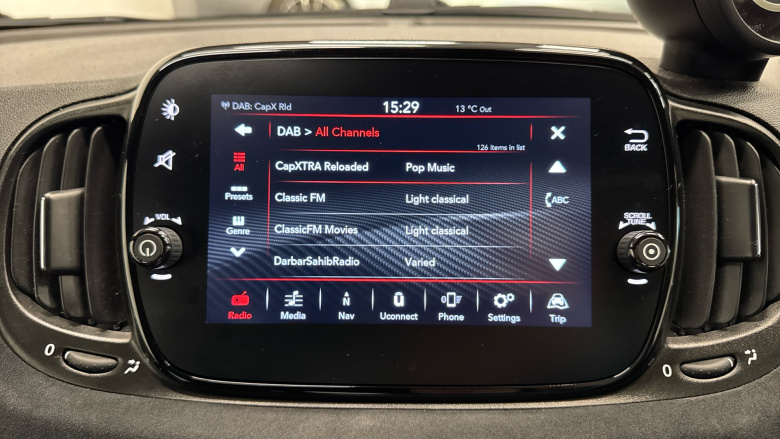 DAB: CapX Rld 15:29 13 °C Out
DAB > All Channels
126 items in list
BACK
All
CapXTRA Reloaded Pop Music
Presets
Classic FM Light classical
ABC
VOL
SCROLL
TUNE
Genre
ClassicFM Movies Light classical
DarbarSahibRadio Varied
Radio Media Nav Uconnect Phone Settings Trip
N
0
0